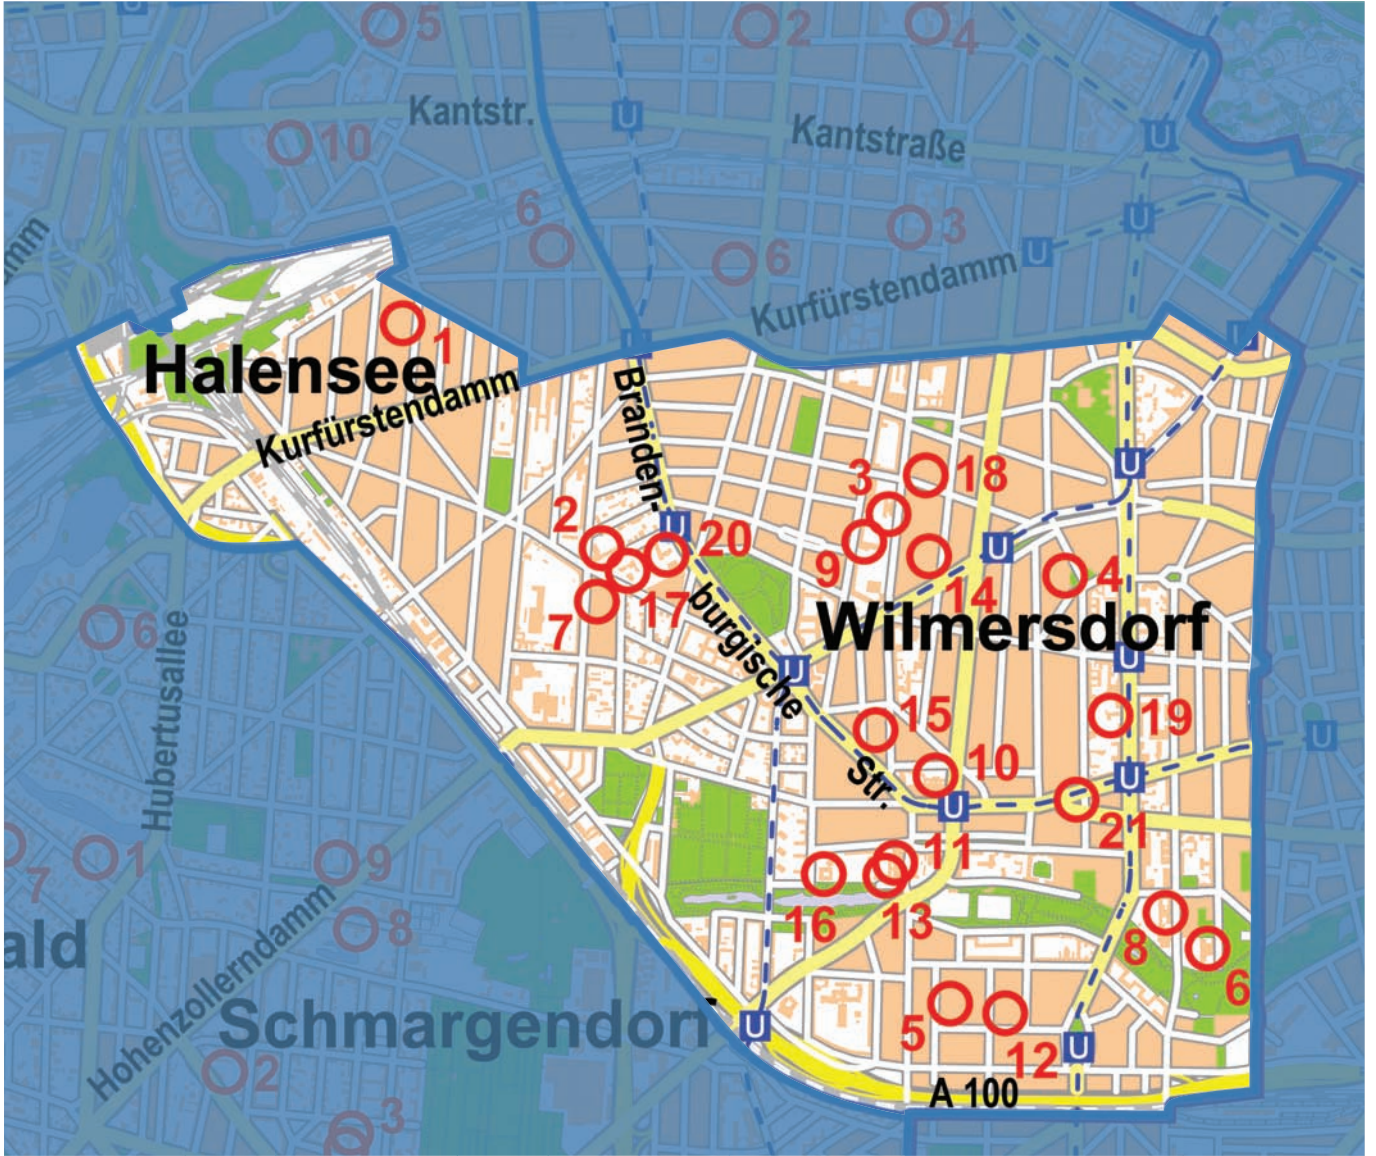 5
2
4
Kantstr.
U
Kantstraße
U
10
6
3
U
U
6
Kurfürstendamm
amm
1
Halensee
Kurfürstendamm
U
U
Branden-
burgische
Str.
U
3
18
2
U
20
9
14
U
4
17
7
Wilmersdorf
U
U
6
Hubertusallee
15
19
U
10
U
U
21
7
1
9
11
16
13
8
6
8
ald
Hohenzollerndamm
Schmargendorf
U
5
12
U
2
A 100
3